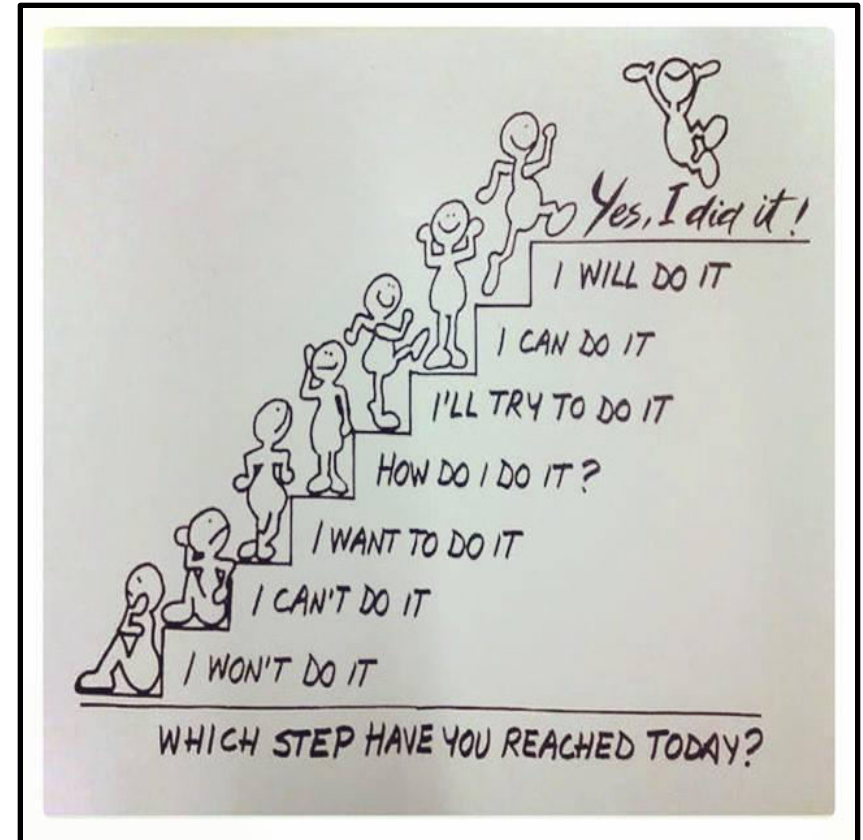 Yes, I did it!
I WILL DO IT
I CAN DO IT
I'LL TRY TO DO IT
HOW DO I DO IT?
I WANT TO DO IT
I CAN'T DO IT
I WON'T DO IT
WHICH STEP HAVE YOU REACHED TODAY?